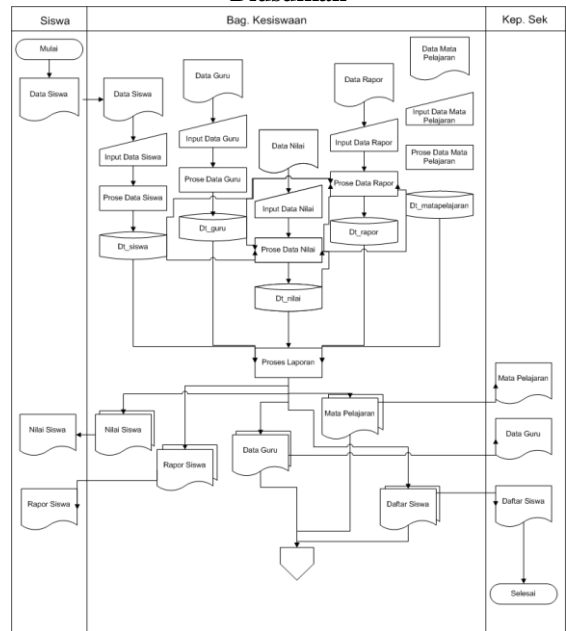 Siswa
Bag. Kesiswaan
Kep. Sek
Mulai
Data Siswa
Data Siswa
Input Data Siswa
Prose Data Siswa
Dt_siswa
Data Guru
Input Data Guru
Prose Data Guru
Dt_guru
Data Nilai
Input Data Nilai
Prose Data Nilai
Dt_nilai
Data Rapor
Input Data Rapor
Prose Data Rapor
Dt_rapor
Data Mata
Pelajaran
Input Data Mata
Pelajaran
Prose Data Mata
Pelajaran
Dt_matapelajaran
Proses Laporan
Nilai Siswa
Nilai Siswa
Rapor Siswa
Rapor Siswa
Data Guru
Mata Pelajaran
Daftar Siswa
Mata Pelajaran
Data Guru
Daftar Siswa
Selesai